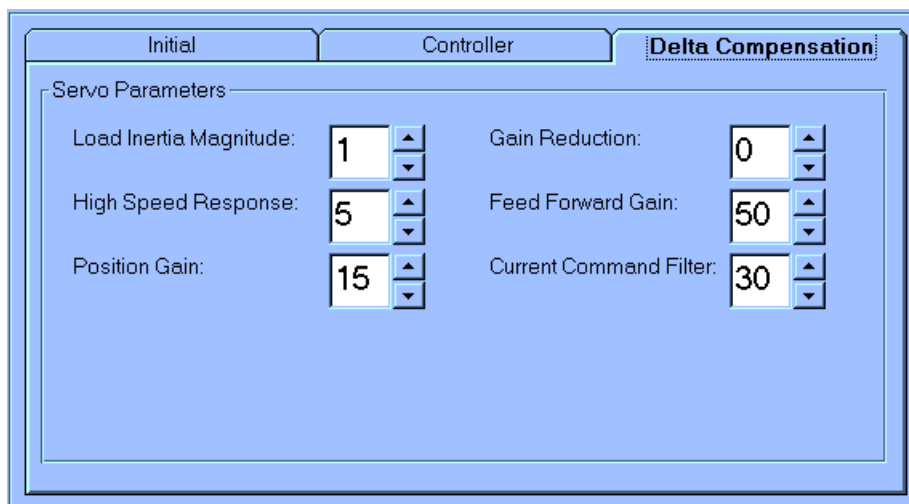 Initial Controller Delta Compensation
Servo Parameters
Load Inertia Magnitude: 1 Gain Reduction: 0
High Speed Response: 5 Feed Forward Gain: 50
Position Gain: 15 Current Command Filter: 30